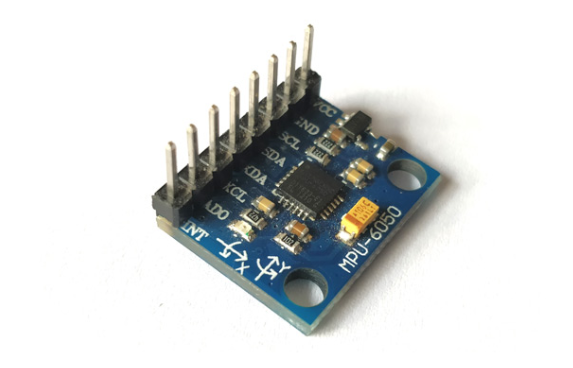 VCC
GND
SCL
SDA
XDA
XCL
AD0
INT
X
Y
MPU-6050